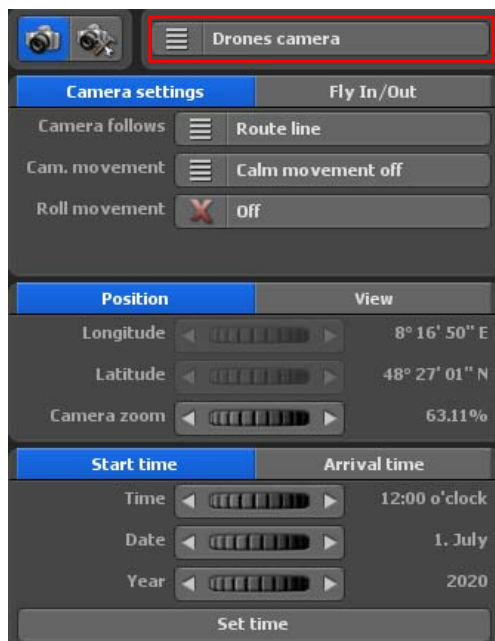 Drones camera
Camera settings Fly In/Out
Camera follows Route line
Cam. movement Calm movement off
Roll movement Off
Position View
Longitude 8° 16' 50" E
Latitude 48° 27' 01" N
Camera zoom 63.11%
Start time Arrival time
Time 12:00 o'clock
Date 1. July
Year 2020
Set time